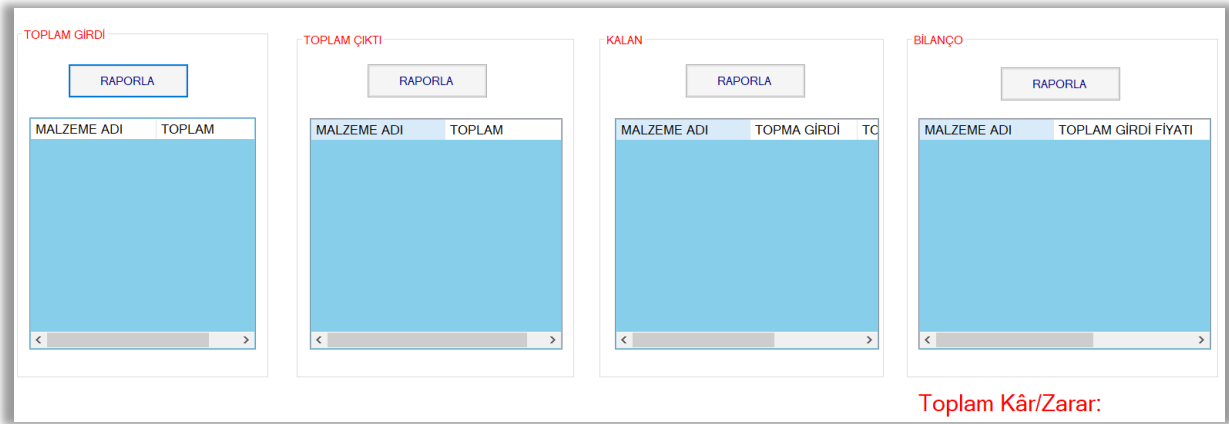 TOPLAM GİRDİ
RAPORLA
MALZEME ADI TOPLAM
TOPLAM ÇIKTI
RAPORLA
MALZEME ADI TOPLAM
KALAN
RAPORLA
MALZEME ADI TOPMA GİRDİ TO
BİLANÇO
RAPORLA
MALZEME ADI TOPLAM GİRDİ FİYATI
Toplam Kâr/Zarar: